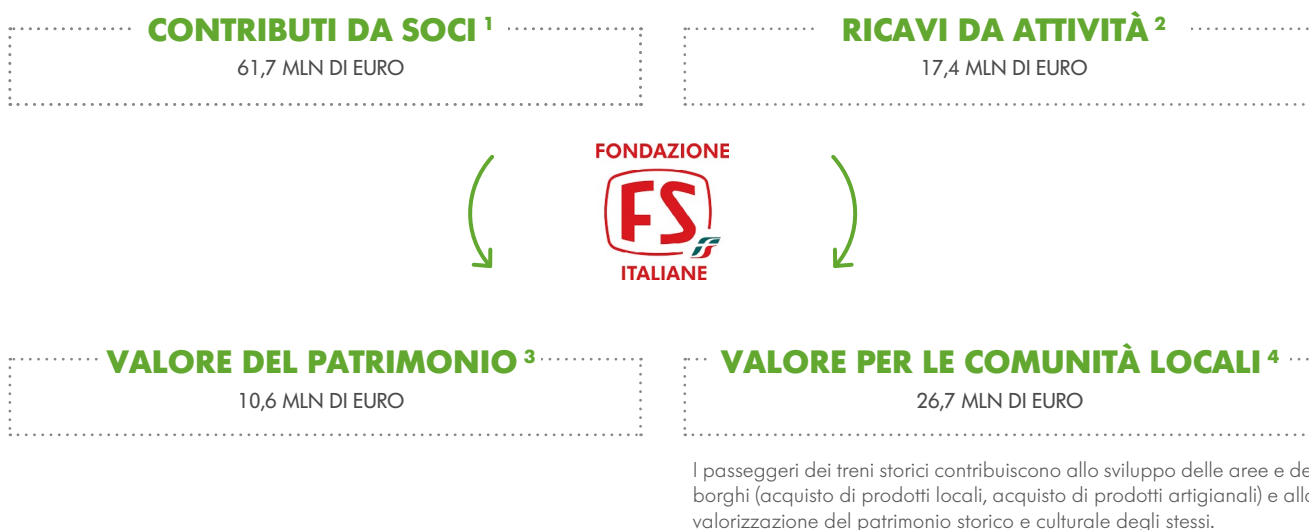 CONTRIBUTI DA SOCI 1
61,7 MLN DI EURO
RICAVI DA ATTIVITÀ 2
17,4 MLN DI EURO
FONDAZIONE
FS
ITALIANE
VALORE DEL PATRIMONIO 3
10,6 MLN DI EURO
VALORE PER LE COMUNITÀ LOCALI 4
26,7 MLN DI EURO
I passeggeri dei treni storici contribuiscono allo sviluppo delle aree e de
borghi (acquisto di prodotti locali, acquisto di prodotti artigianali) e alla
valorizzazione del patrimonio storico e culturale degli stessi.